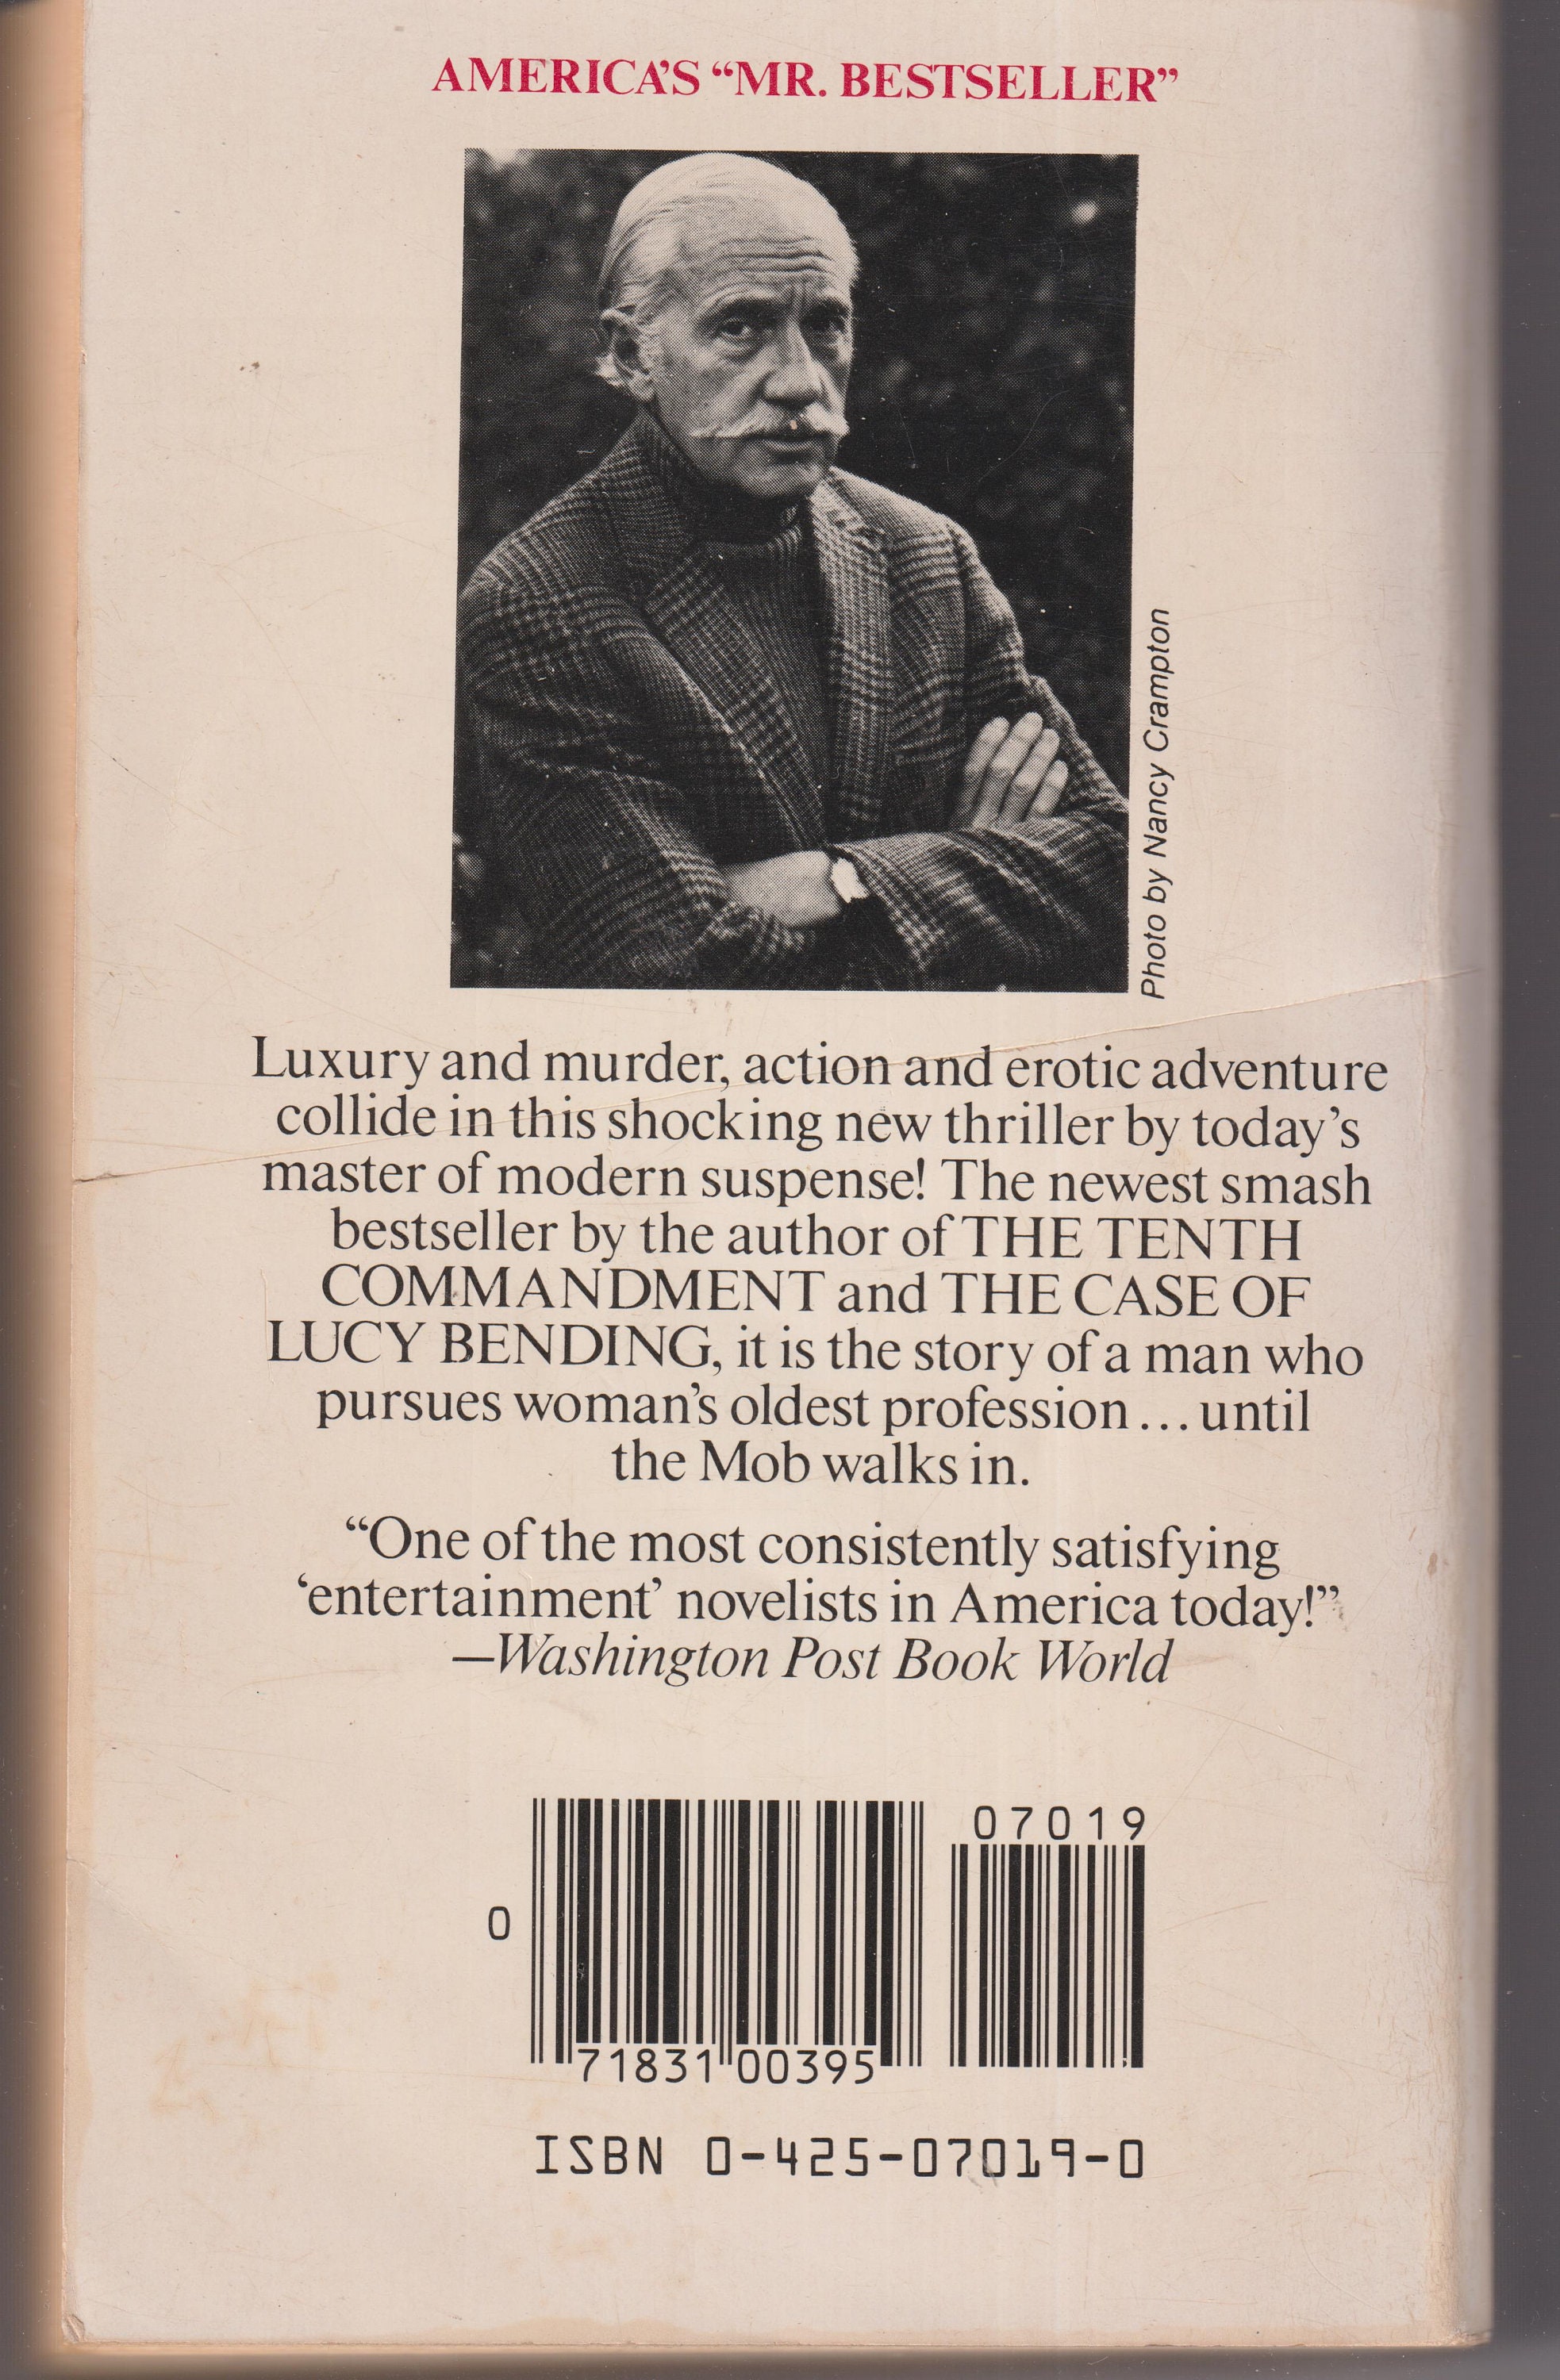 AMERICA'S “MR. BESTSELLER”
Photo by Nancy Crampton
Luxury and murder, action and erotic adventure
collide in this shocking new thriller by today's
master of modern suspense! The newest smash
bestseller by the author of THE TENTH
COMMANDMENT and THE CASE OF
LUCY BENDING, it is the story of a man who
pursues woman's oldest profession...until
the Mob walks in.
“One of the most consistently satisfying
‘entertainment’ novelists in America today!”
—Washington Post Book World
07019
0
71831 00395
ISBN 0-425-07019-0